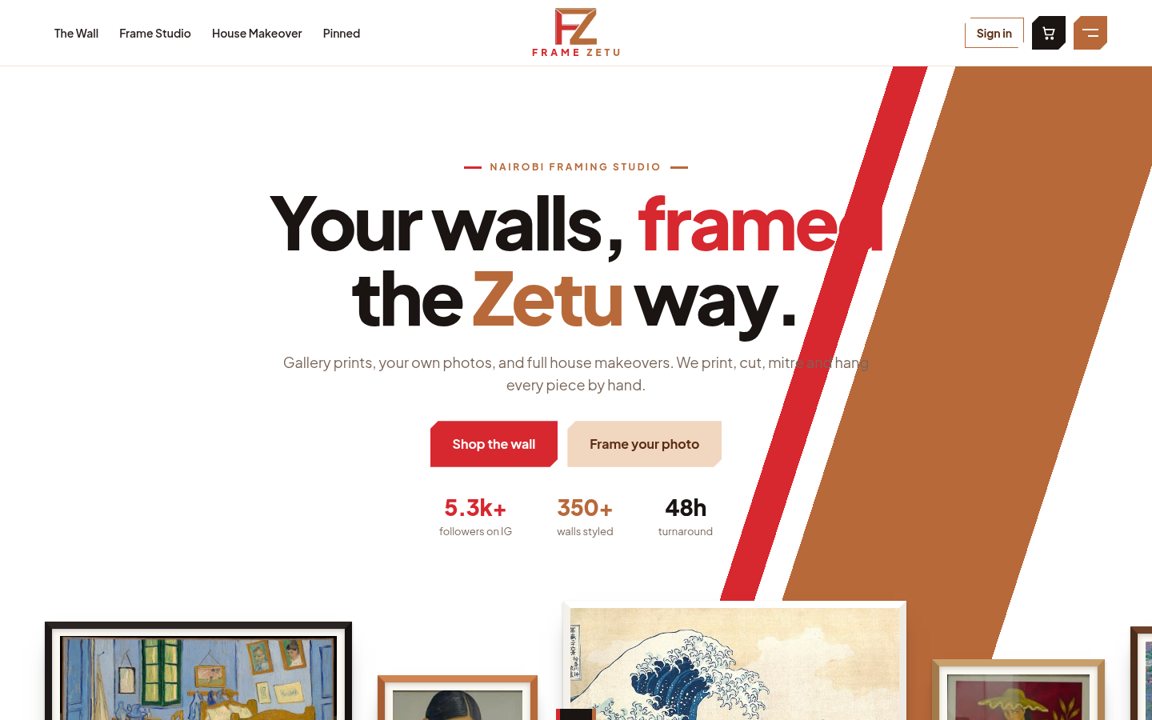 The Wall
Frame Studio
House Makeover
Pinned
FZ
FRAME ZETU
Sign in
NAIROBI FRAMING STUDIO
Your walls, framed
the Zetu way.
Gallery prints, your own photos, and full house makeovers. We print, cut, mitre and hang
every piece by hand.
Shop the wall
Frame your photo
5.3k+
350+
48h
followers on IG
walls styled
turnaround